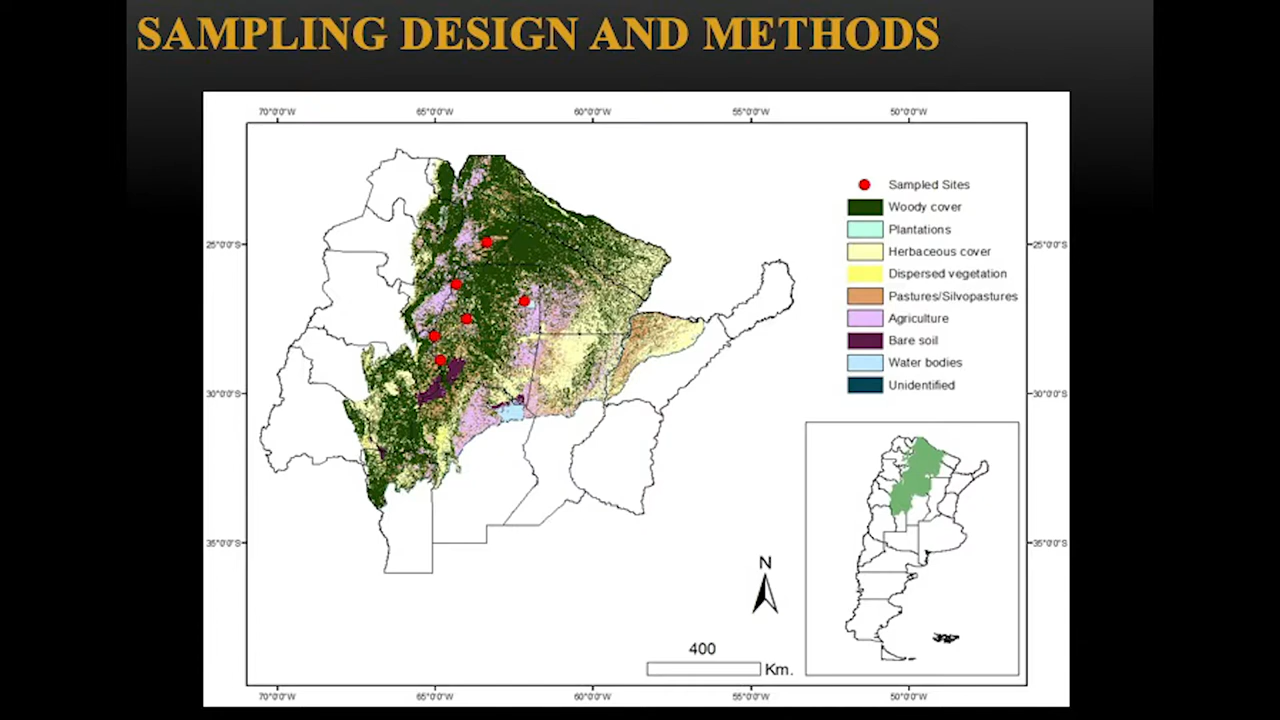 SAMPLING DESIGN AND METHODS
70°0'0"W 65°0'0"W 60°0'0"W 55°0'0"W 50°0'0"W
Sampled Sites
Woody cover
Plantations
25°0'0"S 25°0'0"S
Herbaceous cover
Dispersed vegetation
Pastures/Silvopastures
Agriculture
Bare soil
Water bodies
Unidentified
30°0'0"S 30°0'0"S
35°0'0"S 35°0'0"S
N
400
Km.
70°0'0"W 65°0'0"W 60°0'0"W 55°0'0"W 50°0'0"W